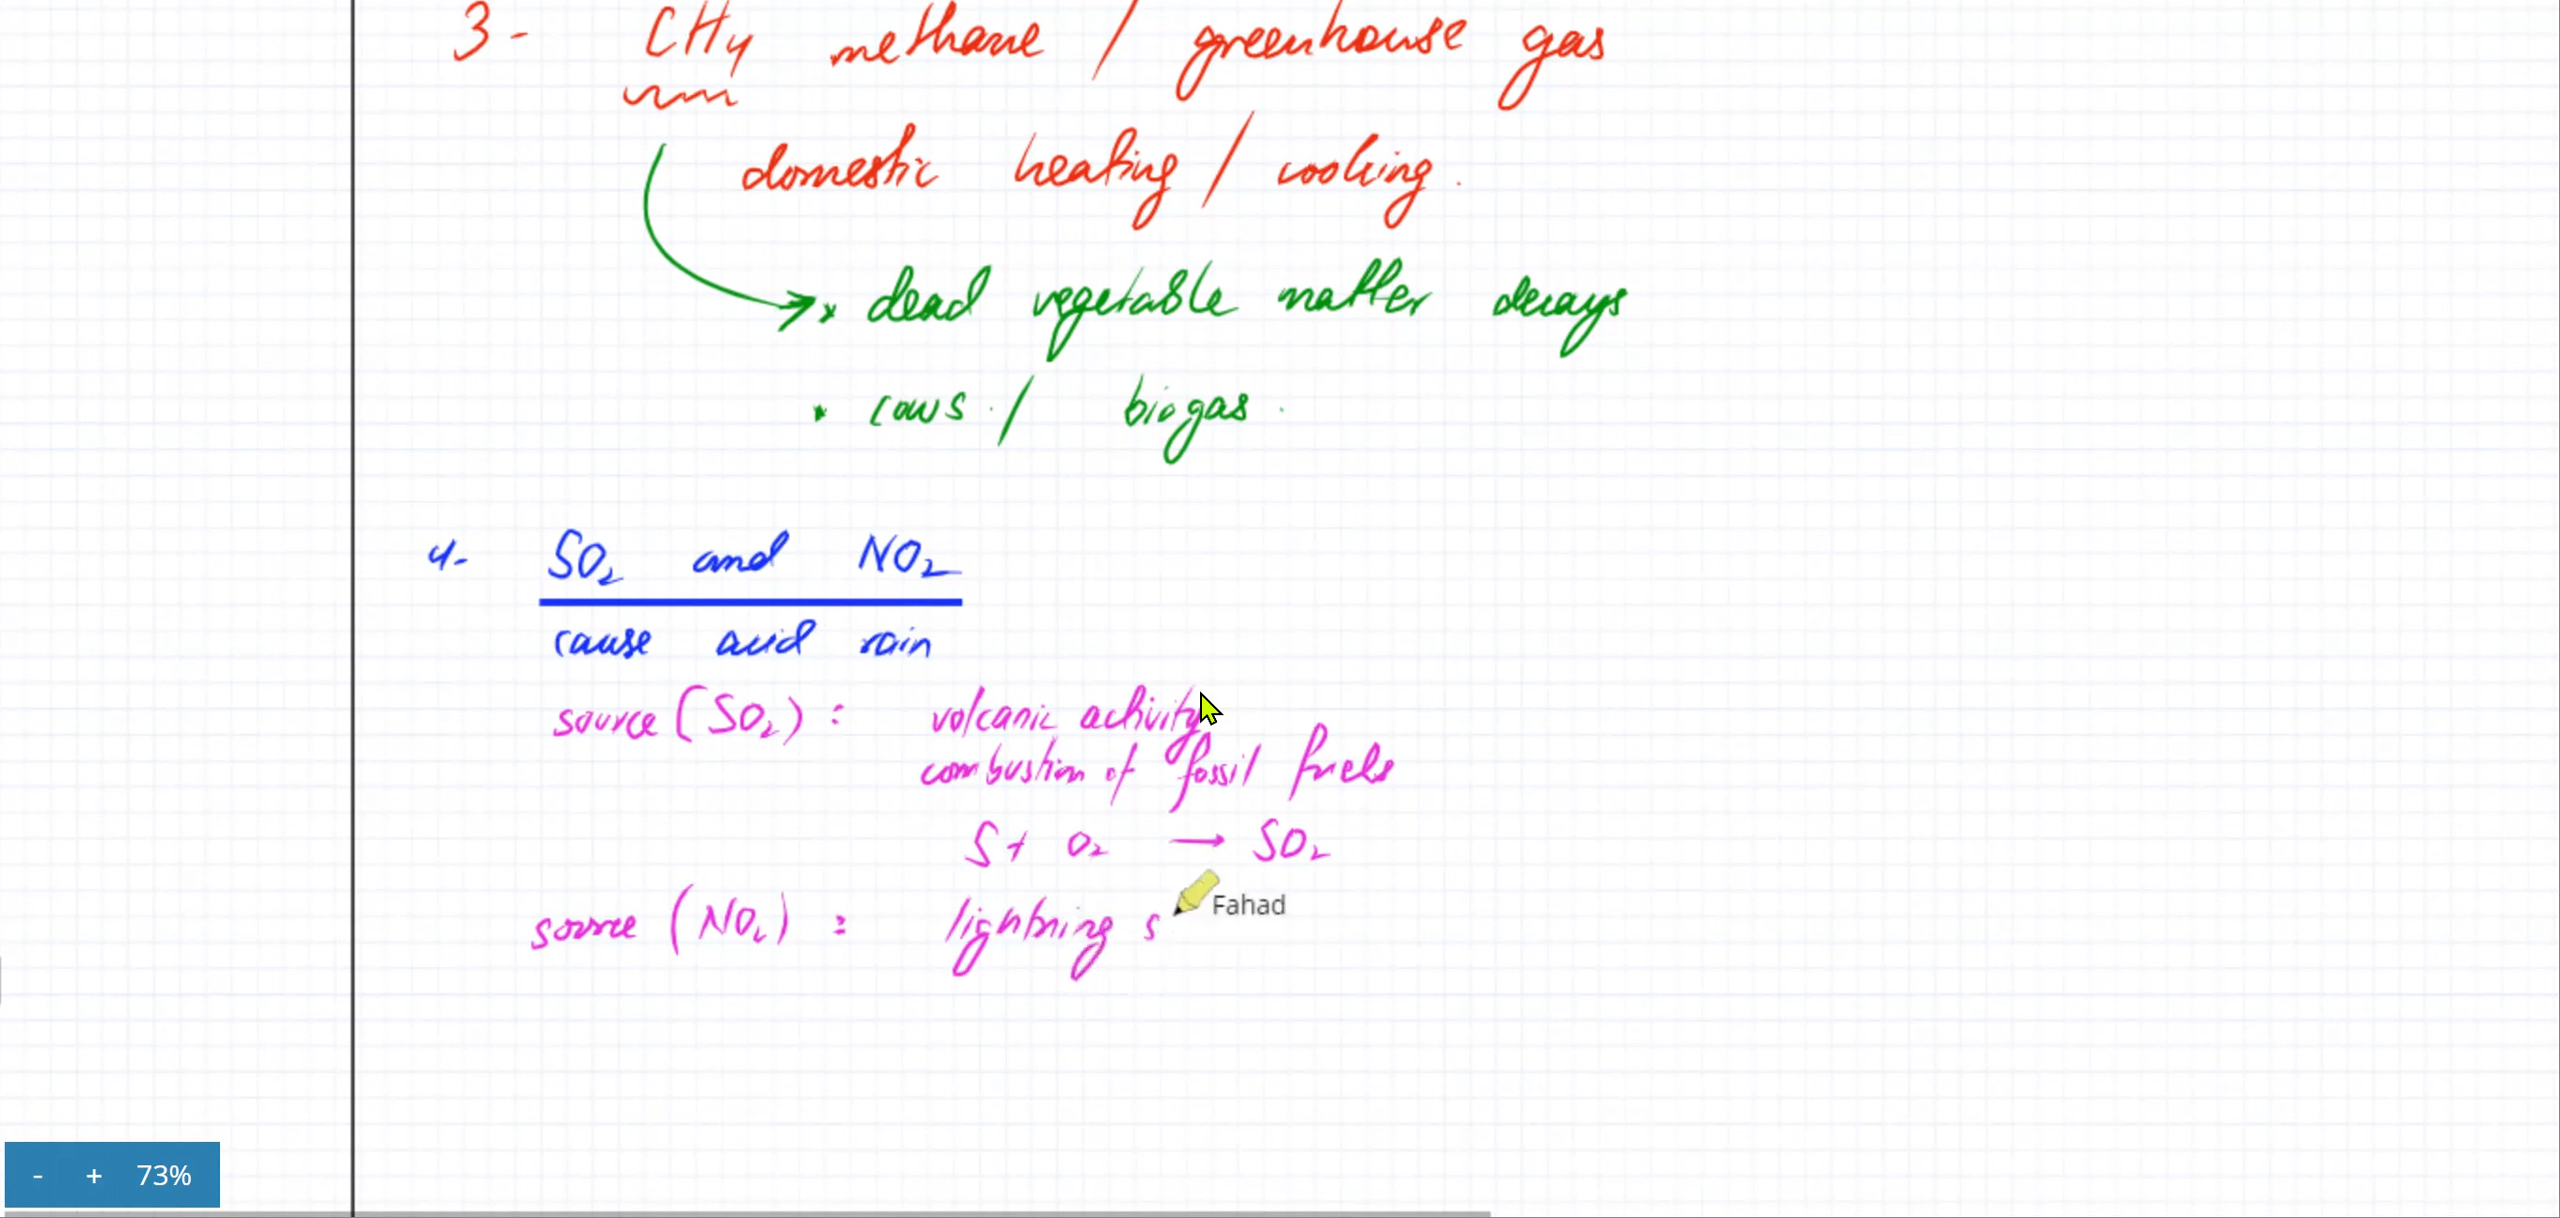 3- CH4 methane / greenhouse gas
domestic heating / cooking.
* dead vegetable matter decays
* cows. / biogas.
4- SO2 and NO2
cause acid rain
source (SO2) : volcanic activity
combustion of fossil fuels
S + O2 → SO2
Fahad
source (NO2) : lightning s
- + 73%